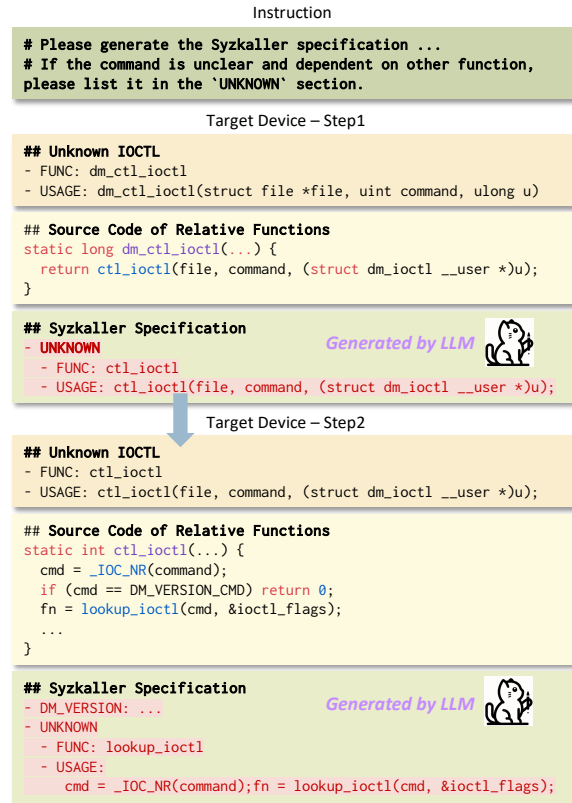 Instruction
# Please generate the Syzkaller specification ...
# If the command is unclear and dependent on other function,
please list it in the `UNKNOWN` section.
Target Device – Step1
## Unknown IOCTL
- FUNC: dm_ctl_ioctl
- USAGE: dm_ctl_ioctl(struct file *file, uint command, ulong u)
## Source Code of Relative Functions
static long dm_ctl_ioctl(...) {
return ctl_ioctl(file, command, (struct dm_ioctl __user *)u);
}
## Syzkaller Specification
Generated by LLM
- UNKNOWN
- FUNC: ctl_ioctl
- USAGE: ctl_ioctl(file, command, (struct dm_ioctl __user *)u);
Target Device – Step2
## Unknown IOCTL
- FUNC: ctl_ioctl
- USAGE: ctl_ioctl(file, command, (struct dm_ioctl __user *)u);
## Source Code of Relative Functions
static int ctl_ioctl(...) {
cmd = _IOC_NR(command);
if (cmd == DM_VERSION_CMD) return 0;
fn = lookup_ioctl(cmd, &ioctl_flags);
...
}
## Syzkaller Specification
Generated by LLM
- DM_VERSION: ...
- UNKNOWN
- FUNC: lookup_ioctl
- USAGE:
cmd = _IOC_NR(command);fn = lookup_ioctl(cmd, &ioctl_flags);